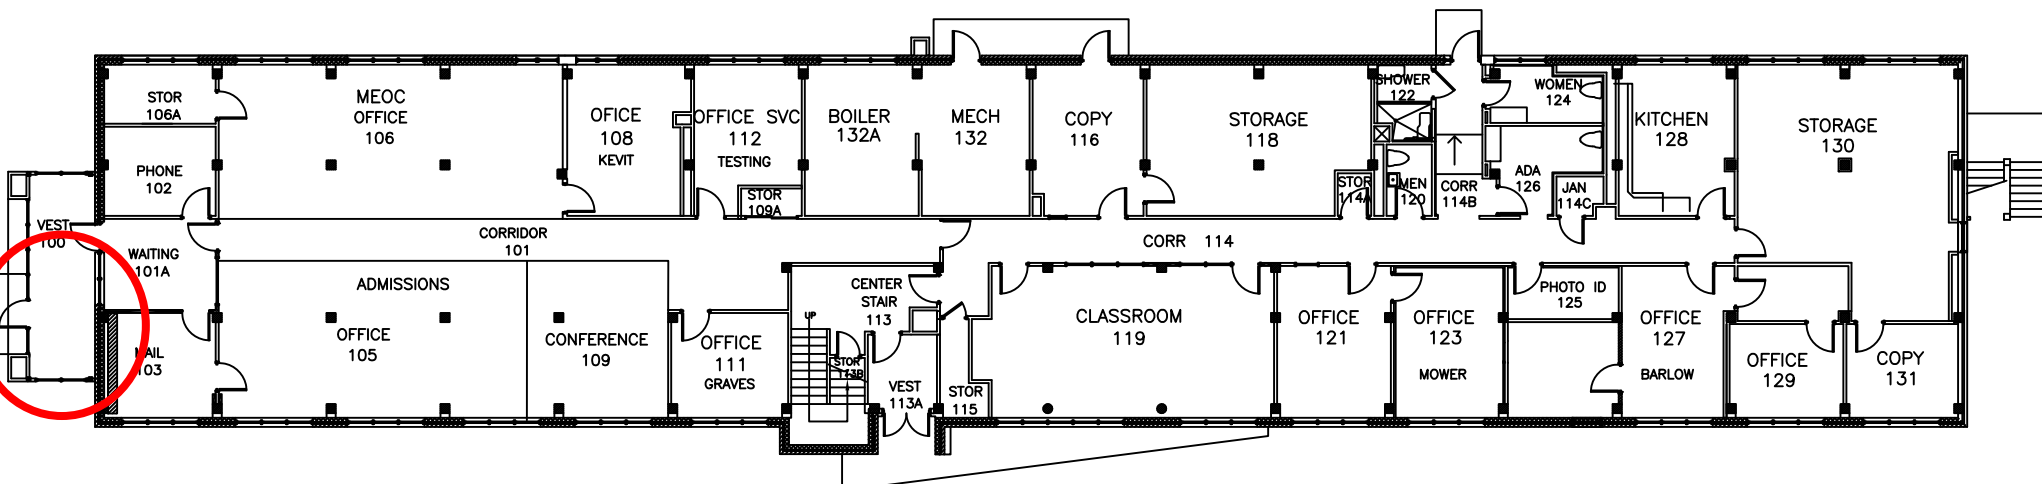 STOR
106A
PHONE
102
MEOC
OFFICE
106
OFICE
108
KEVIT
OFFICE SVC
112
TESTING
STOR
109A
BOILER
132A
MECH
132
COPY
116
STORAGE
118
STOR
114A
SHOWER
122
MEN
120
CORR
114B
WOMEN
124
ADA
126
JAN
114C
KITCHEN
128
STORAGE
130
VEST
100
WAITING
101A
CORRIDOR
101
CORR 114
MAIL
103
ADMISSIONS
OFFICE
105
CONFERENCE
109
OFFICE
111
GRAVES
CENTER
STAIR
113
UP
STOR
113B
VEST
113A
STOR
115
CLASSROOM
119
OFFICE
121
OFFICE
123
MOWER
PHOTO ID
125
OFFICE
127
BARLOW
OFFICE
129
COPY
131